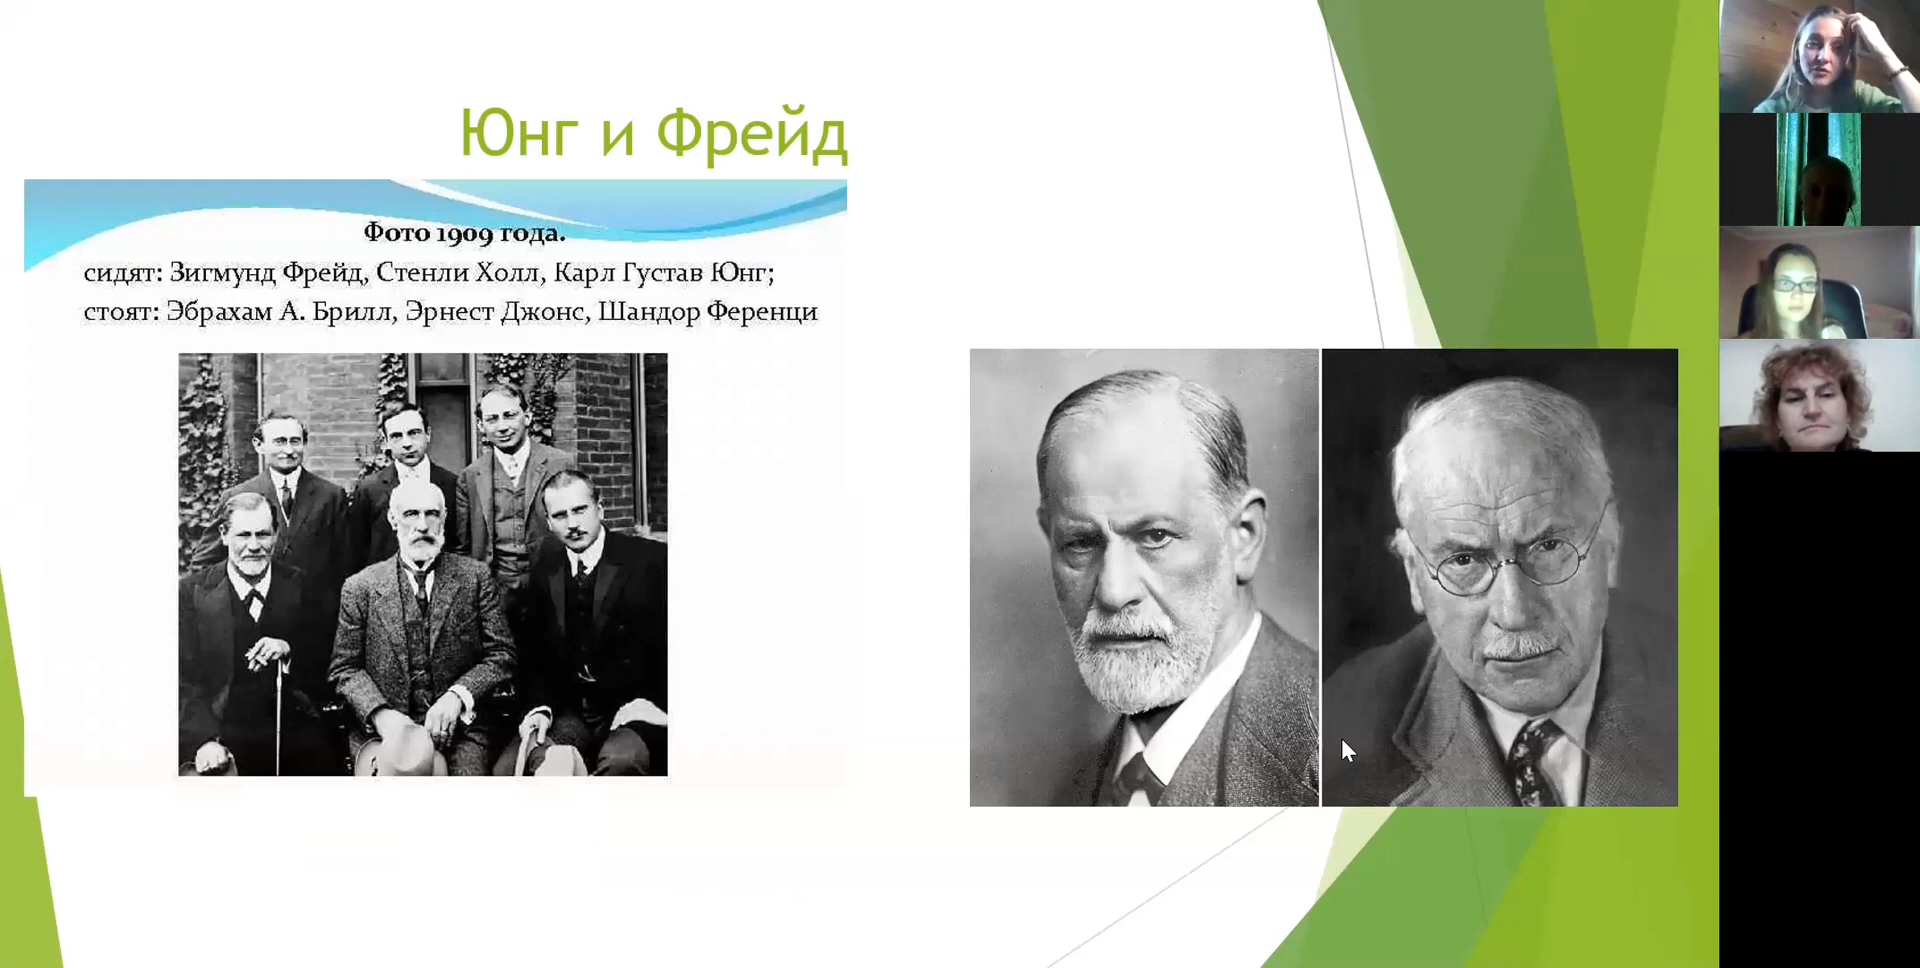 Юнг и Фрейд
Фото 1909 года.
сидят: Зигмунд Фрейд, Стенли Холл, Карл Густав Юнг;
стоят: Эбрахам А. Брилл, Эрнест Джонс, Шандор Ференци